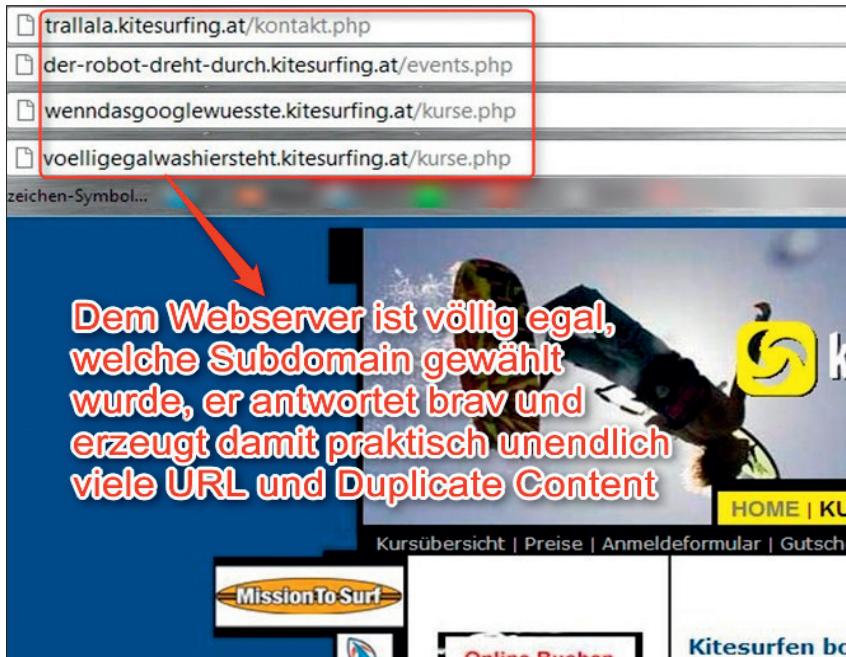 trallala.kitesurfing.at/kontakt.php
der-robot-dreht-durch.kitesurfing.at/events.php
wenndasgooglewuesste.kitesurfing.at/kurse.php
voelligegalwashiersteht.kitesurfing.at/kurse.php
zeichen-Symbol...
Dem Webserver ist völlig egal,
welche Subdomain gewählt
wurde, er antwortet brav und
erzeugt damit praktisch unendlich
viele URL und Duplicate Content
HOME | KU
Kursübersicht | Preise | Anmeldeformular | Gutsch
MissionToSurf
Online Buchen
Kitesurfen bo